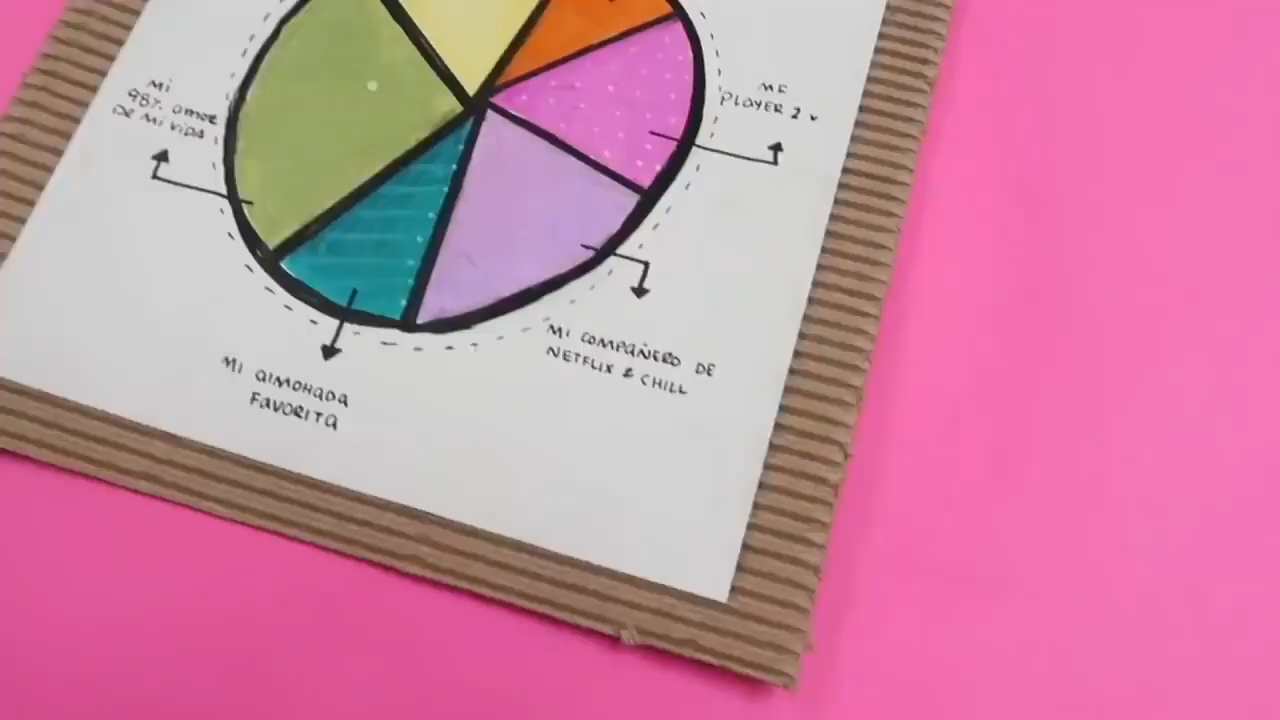 Mi
98%. amor
De Mi viDa
ME
PLAYER 2
Mi COMPañERO DE
NETFLIX & CHILL
Mi aLMOHaDa
FavORiTa